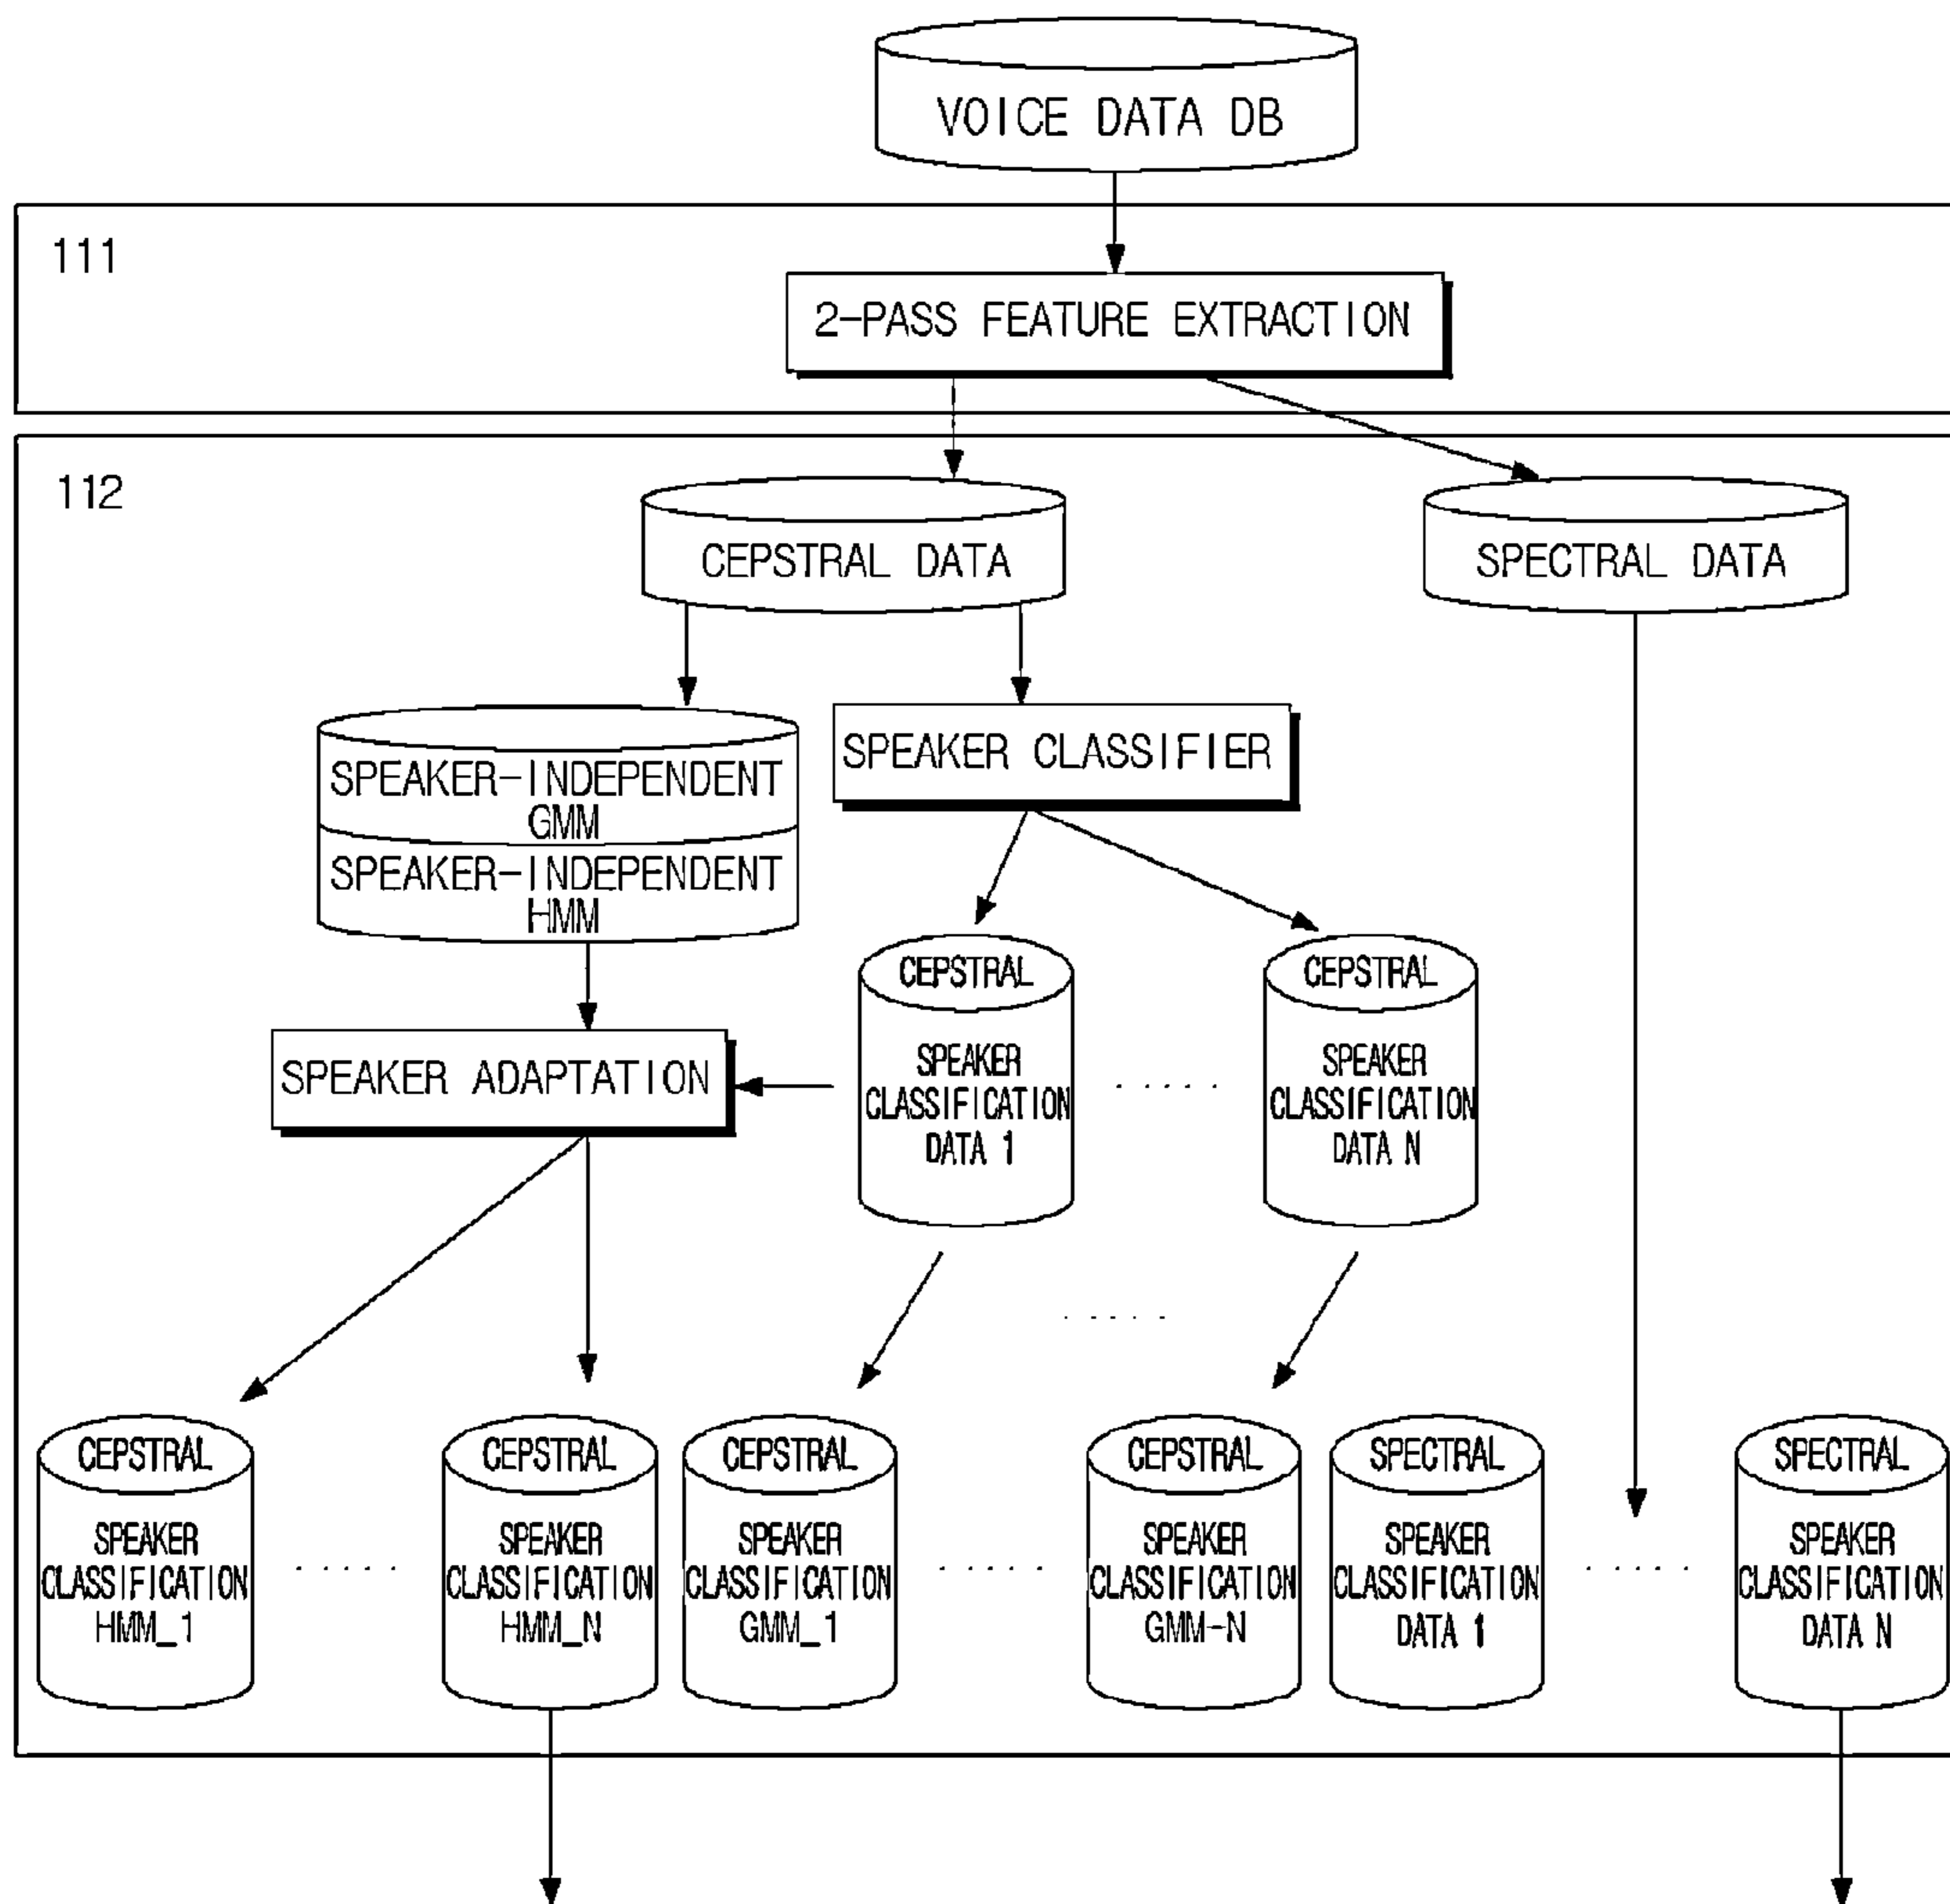 VOICE DATA DB
111
2-PASS FEATURE EXTRACTION
112
CEPSTRAL DATA
SPECTRAL DATA
SPEAKER-INDEPENDENT
GMM
SPEAKER-INDEPENDENT
HMM
SPEAKER CLASSIFIER
CEPSTRAL
SPEAKER
CLASSIFICATION
DATA 1
CEPSTRAL
SPEAKER
CLASSIFICATION
DATA N
SPEAKER ADAPTATION
CEPSTRAL
SPEAKER
CLASSIFICATION
HMM_1
CEPSTRAL
SPEAKER
CLASSIFICATION
HMM_N
CEPSTRAL
SPEAKER
CLASSIFICATION
GMM_1
CEPSTRAL
SPEAKER
CLASSIFICATION
GMM-N
SPECTRAL
SPEAKER
CLASSIFICATION
DATA 1
SPECTRAL
SPEAKER
CLASSIFICATION
DATA N